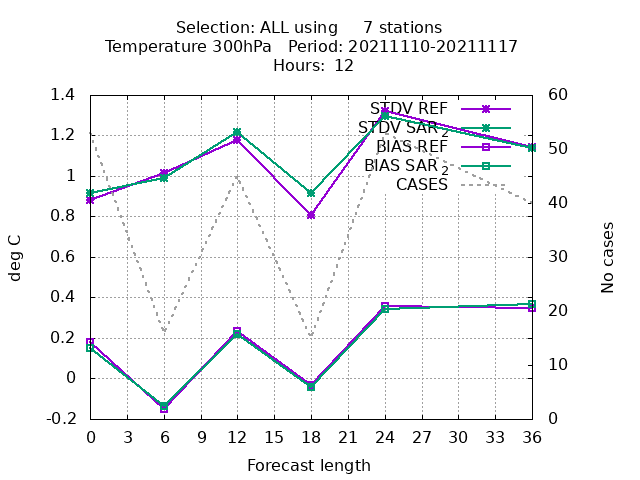 Selection: ALL using     7 stations
Temperature 300hPa   Period: 20211110-20211117
Hours: 12
1.4
1.2
1
0.8
0.6
0.4
0.2
0
-0.2
60
50
40
30
20
10
0
deg C
No cases
STDV REF
STDV SAR2
BIAS REF
BIAS SAR2
CASES
0 3 6 9 12 15 18 21 24 27 30 33 36
Forecast length